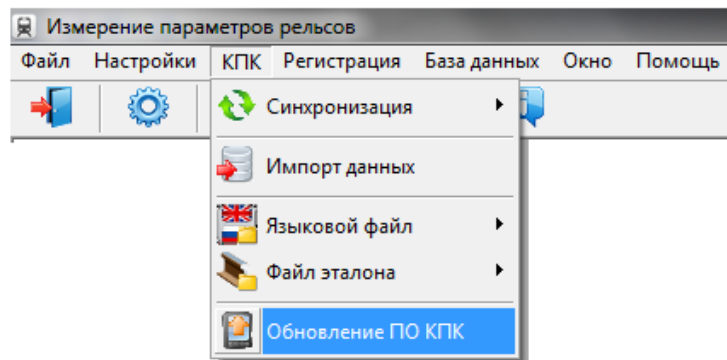 Измерение параметров рельсов
Файл Настройки КПК Регистрация База данных Окно Помощь
Синхронизация
Импорт данных
Языковой файл
Файл эталона
Обновление ПО КПК